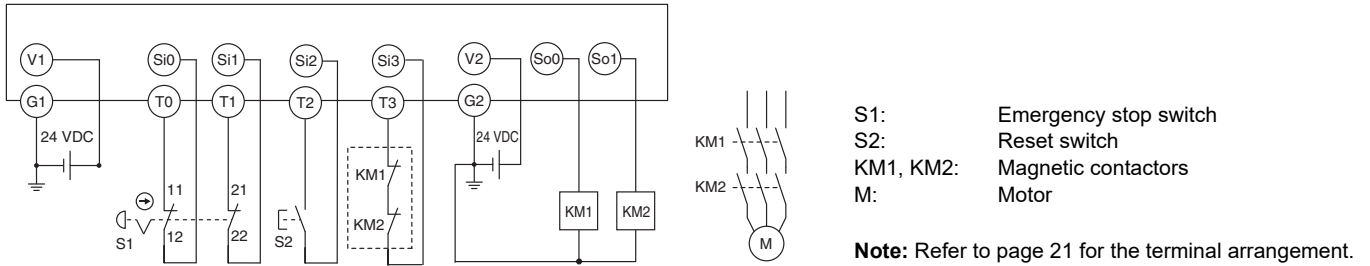 V1 Si0 Si1 Si2 Si3 V2 So0 So1
G1 T0 T1 T2 T3 G2
24 VDC 24 VDC
11 21
12 22
S1 S2
KM1
KM2
KM1 KM2
KM1
KM2
M
S1: Emergency stop switch
S2: Reset switch
KM1, KM2: Magnetic contactors
M: Motor
Note: Refer to page 21 for the terminal arrangement.